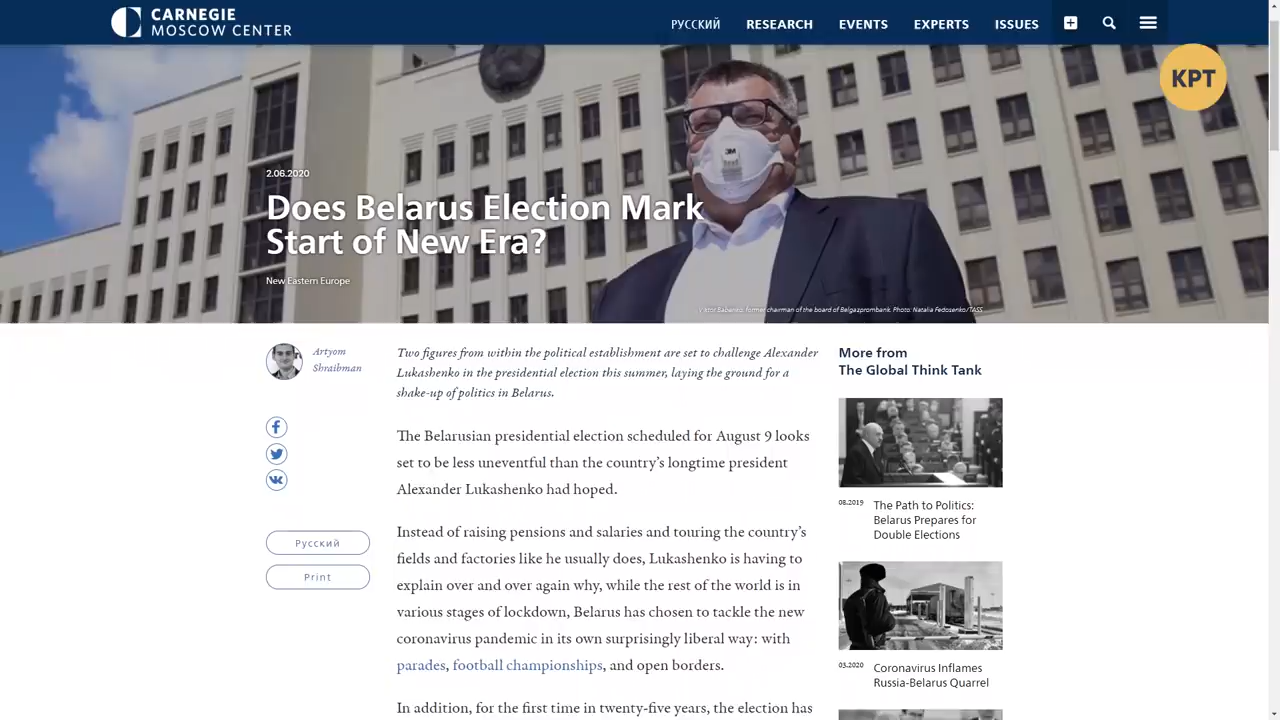 CARNEGIE
MOSCOW CENTER
РУССКИЙ RESEARCH EVENTS EXPERTS ISSUES
КРТ
2.06.2020
Does Belarus Election Mark
Start of New Era?
New Eastern Europe
former chairman of the board of Belgazprombank. Photo: Natalia Fedosenko/TASS
3M
Artyom
Shraibman
Two figures from within the political establishment are set to challenge Alexander
Lukashenko in the presidential election this summer, laying the ground for a
shake-up of politics in Belarus.
The Belarusian presidential election scheduled for August 9 looks
set to be less uneventful than the country’s longtime president
Alexander Lukashenko had hoped.
Instead of raising pensions and salaries and touring the country’s
fields and factories like he usually does, Lukashenko is having to
explain over and over again why, while the rest of the world is in
various stages of lockdown, Belarus has chosen to tackle the new
coronavirus pandemic in its own surprisingly liberal way: with
parades, football championships, and open borders.
In addition, for the first time in twenty-five years, the election has
Русский
Print
More from
The Global Think Tank
08.2019
The Path to Politics:
Belarus Prepares for
Double Elections
03.2020
Coronavirus Inflames
Russia-Belarus Quarrel